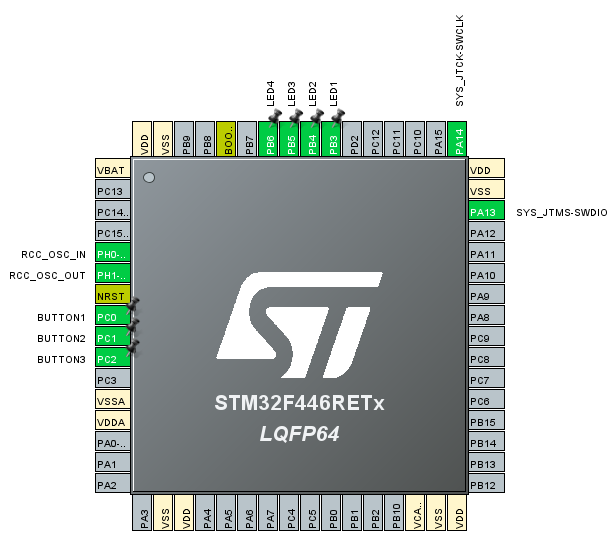 SYS_JTCK-SWCLK
LED4
LED3
LED2
LED1
VDD
VSS
PB9
PB8
BOO..
PB7
PB6
PB5
PB4
PB3
PD2
PC12
PC11
PC10
PA15
PA14
VBAT
PC13
PC14..
PC15..
RCC_OSC_IN PH0-..
RCC_OSC_OUT PH1-..
NRST
BUTTON1 PC0
BUTTON2 PC1
BUTTON3 PC2
PC3
VSSA
VDDA
PA0-..
PA1
PA2
VDD
VSS
PA13 SYS_JTMS-SWDIO
PA12
PA11
PA10
PA9
PA8
PC9
PC8
PC7
PC6
PB15
PB14
PB13
PB12
ST
STM32F446RETx
LQFP64
PA3
VSS
VDD
PA4
PA5
PA6
PA7
PC4
PC5
PB0
PB1
PB2
PB10
VCA..
VSS
VDD